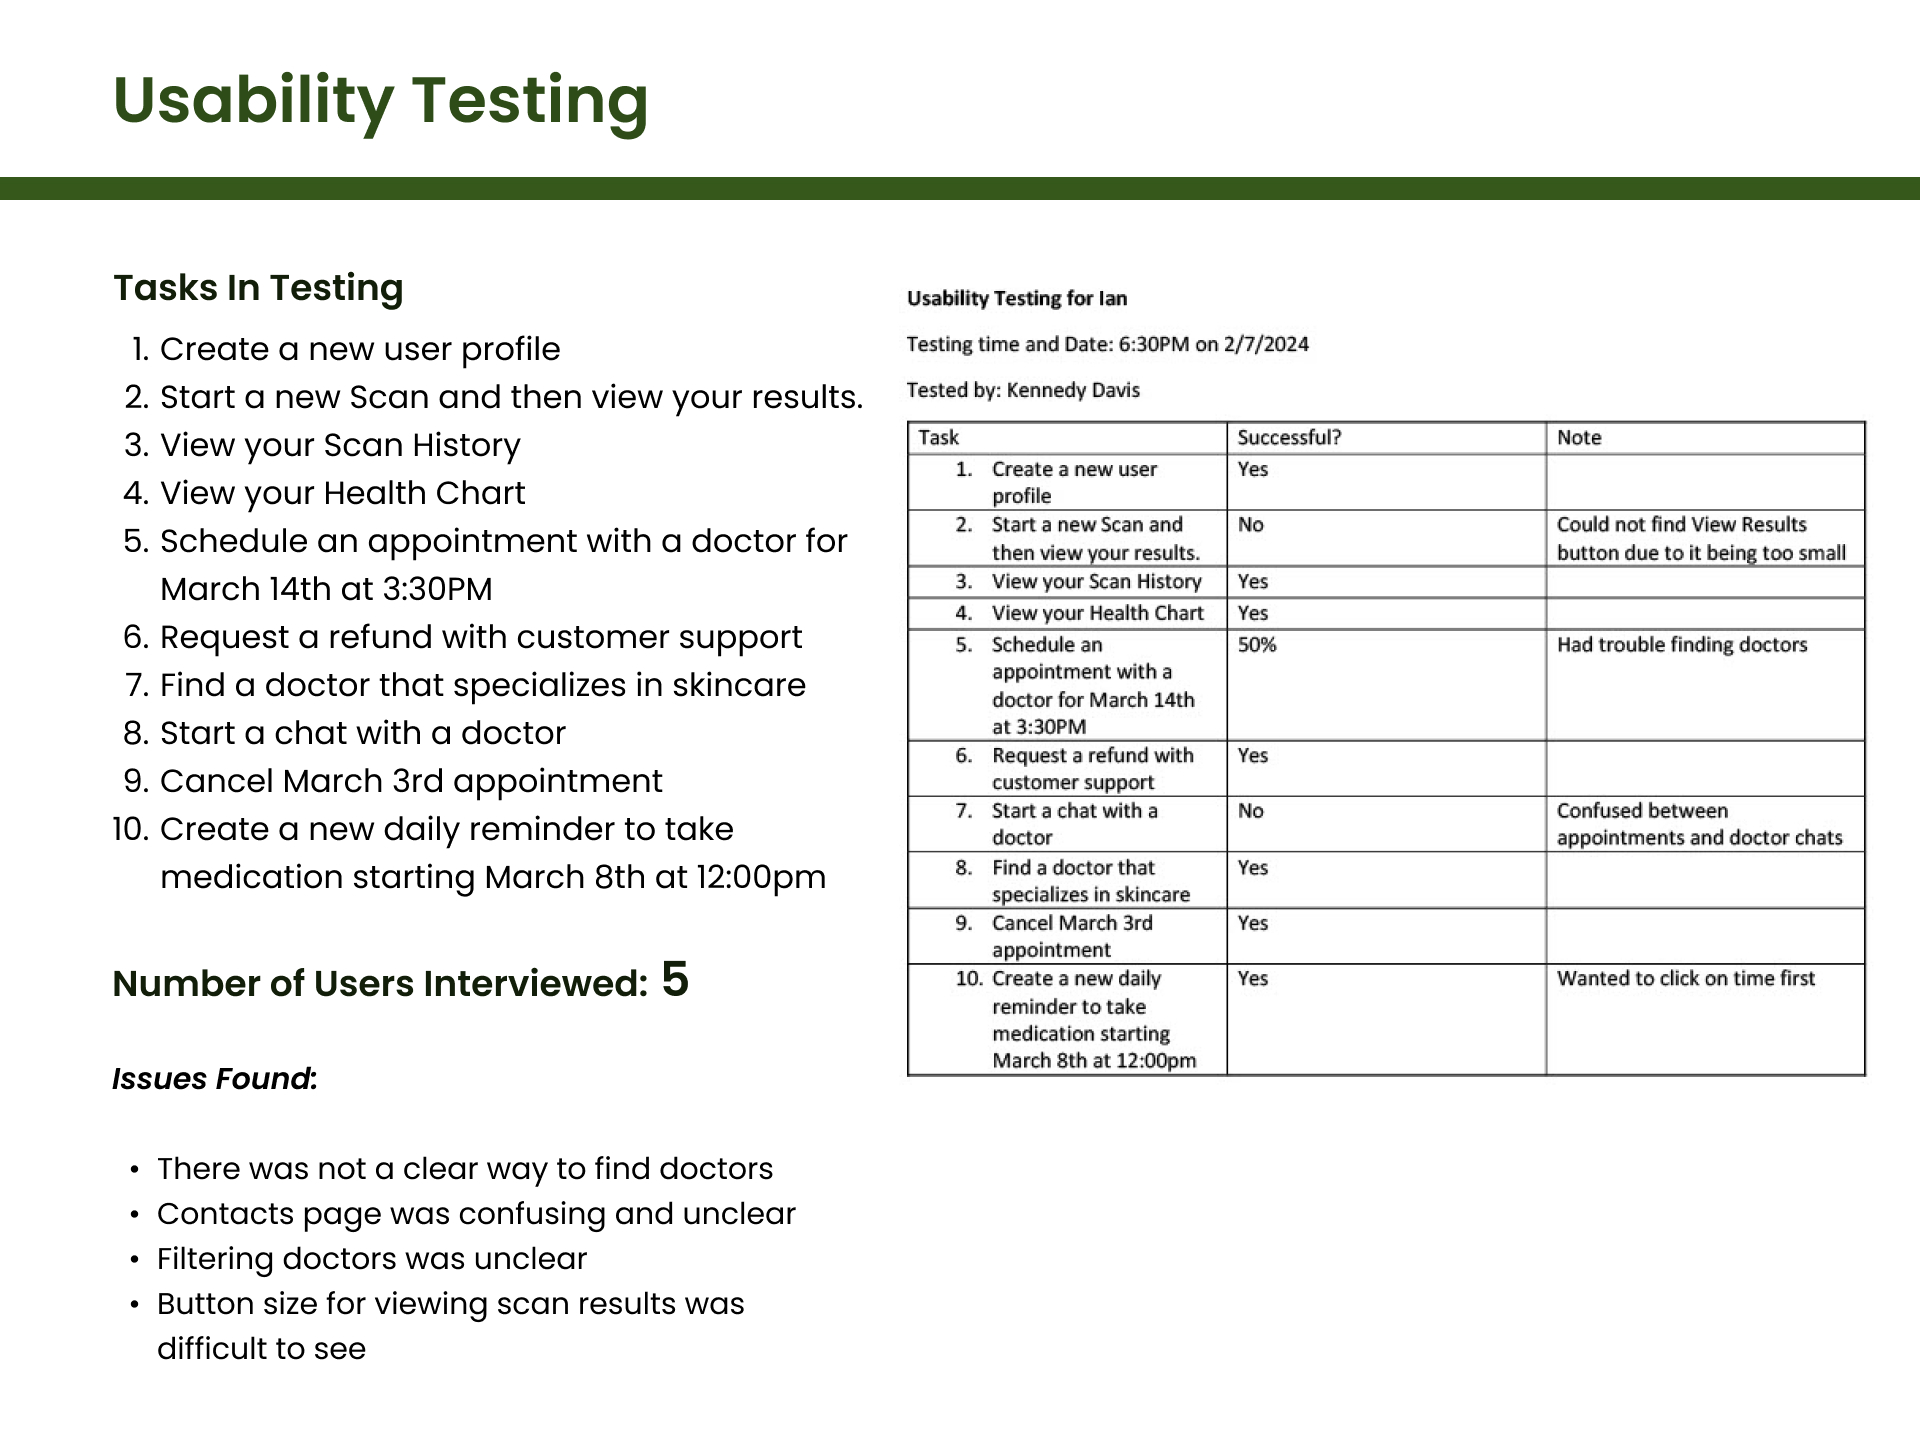 Usability Testing
Tasks In Testing
1. Create a new user profile
2. Start a new Scan and then view your results.
3. View your Scan History
4. View your Health Chart
5. Schedule an appointment with a doctor for
March 14th at 3:30PM
6. Request a refund with customer support
7. Find a doctor that specializes in skincare
8. Start a chat with a doctor
9. Cancel March 3rd appointment
10. Create a new daily reminder to take
medication starting March 8th at 12:00pm
Number of Users Interviewed: 5
Issues Found:
• There was not a clear way to find doctors
• Contacts page was confusing and unclear
• Filtering doctors was unclear
• Button size for viewing scan results was
difficult to see
Usability Testing for Ian
Testing time and Date: 6:30PM on 2/7/2024
Tested by: Kennedy Davis
Task Successful? Note
1. Create a new user Yes
profile
2. Start a new Scan and No Could not find View Results
then view your results. button due to it being too small
3. View your Scan History Yes
4. View your Health Chart Yes
5. Schedule an 50% Had trouble finding doctors
appointment with a
doctor for March 14th
at 3:30PM
6. Request a refund with Yes
customer support
7. Start a chat with a No Confused between
doctor appointments and doctor chats
8. Find a doctor that Yes
specializes in skincare
9. Cancel March 3rd Yes
appointment
10. Create a new daily Yes Wanted to click on time first
reminder to take
medication starting
March 8th at 12:00pm